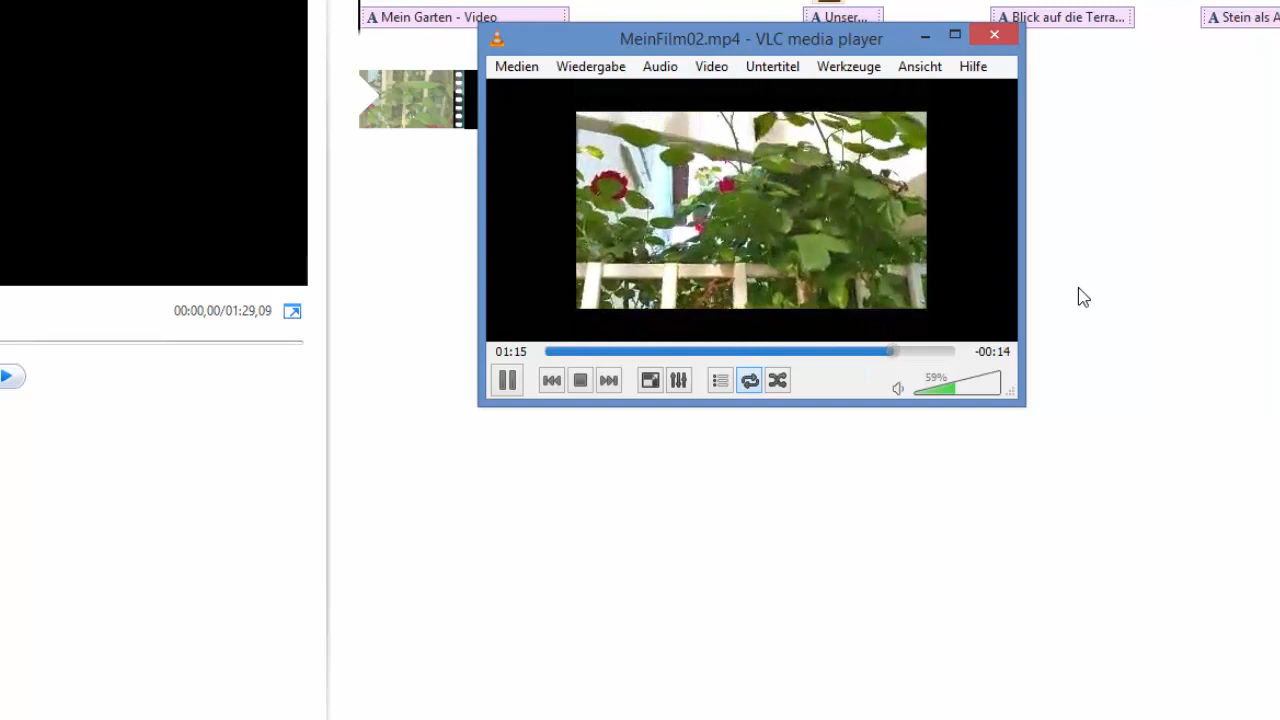 A Mein Garten - Video
A Unser...
A Blick auf die Terra...
A Stein als A
MeinFilm02.mp4 - VLC media player
Medien Wiedergabe Audio Video Untertitel Werkzeuge Ansicht Hilfe
00:00,00/01:29,09
01:15
-00:14
59%